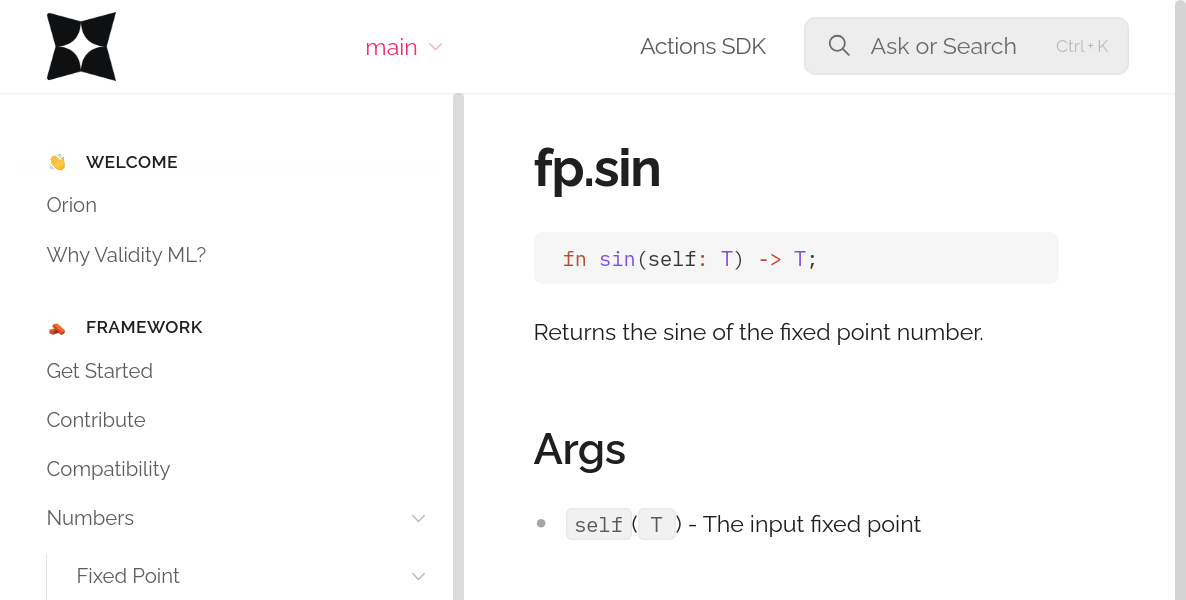 main
Actions SDK
Ask or Search Ctrl+K
👋 WELCOME
Orion
Why Validity ML?
🧱 FRAMEWORK
Get Started
Contribute
Compatibility
Numbers
Fixed Point
fp.sin
fn sin(self: T) -> T;
Returns the sine of the fixed point number.
Args
self(T) - The input fixed point